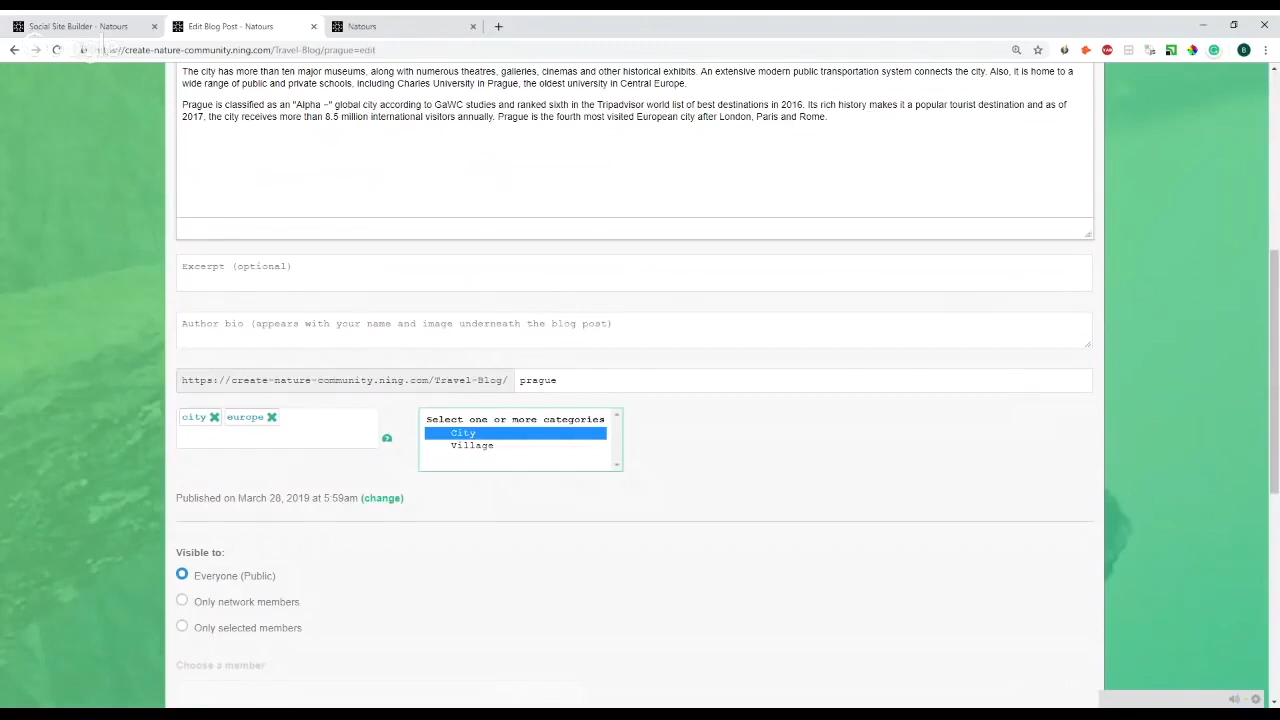 Social Site Builder - Natours
Edit Blog Post - Natours
Natours
https://create-nature-community.ning.com/Travel-Blog/prague=edit
The city has more than ten major museums, along with numerous theatres, galleries, cinemas and other historical exhibits. An extensive modern public transportation system connects the city. Also, it is home to a
wide range of public and private schools, including Charles University in Prague, the oldest university in Central Europe.
Prague is classified as an "Alpha –" global city according to GaWC studies and ranked sixth in the Tripadvisor world list of best destinations in 2016. Its rich history makes it a popular tourist destination and as of
2017, the city receives more than 8.5 million international visitors annually. Prague is the fourth most visited European city after London, Paris and Rome.
Excerpt (optional)
Author bio (appears with your name and image underneath the blog post)
https://create-nature-community.ning.com/Travel-Blog/ prague
city europe
Select one or more categories
City
Village
Published on March 28, 2019 at 5:59am (change)
Visible to:
Everyone (Public)
Only network members
Only selected members
Choose a member